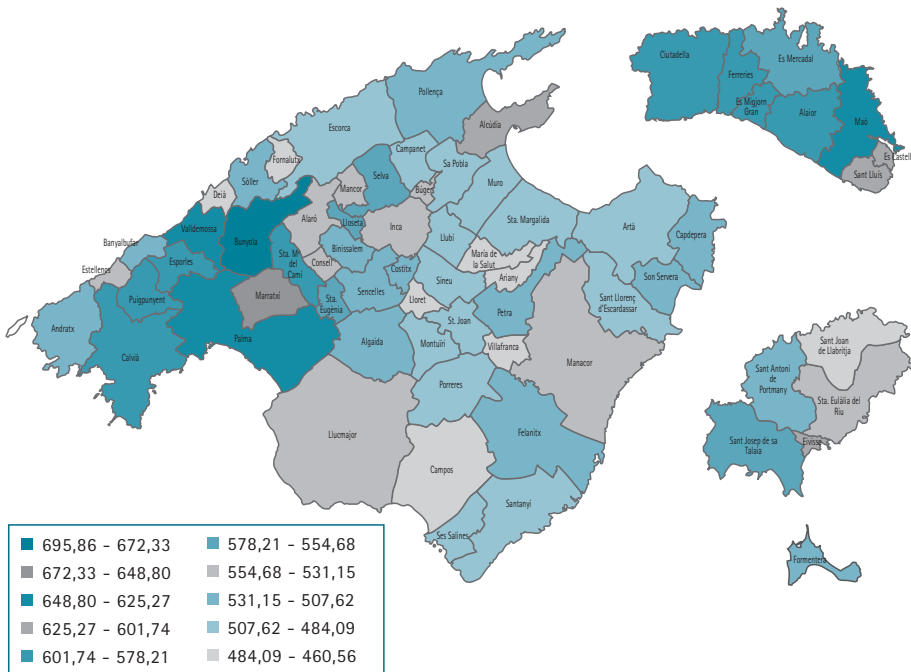 Pollença
Escorca
Alcúdia
Campanet
Fornalutx
Sa Pobla
Sóller
Selva
Mancor
Búger
Muro
Deià
Alaró
Lloseta
Inca
Valldemossa
Bunyola
Sta. Margalida
Artà
Banyalbufar
Llubí
Capdepera
Binissalem
Sta. Mª
del
Camí
Esporles
Consell
Costitx
Maria de
la Salut
Estellencs
Sineu
Ariany
Son Servera
Puigpunyent
Marratxí
Sencelles
Sta.
Eugènia
Lloret
Petra
Sant Llorenç
d'Escardassar
Andratx
Palma
St. Joan
Algaida
Montuïri
Villafranca
Calvià
Manacor
Porreres
Llucmajor
Felanitx
Campos
Santanyí
Ses Salines
Ciutadella
Es Mercadal
Ferreries
Es Migjorn
Gran
Alaior
Maó
Es Castell
Sant Lluís
Sant Joan
de Llabritja
Sant Antoni
de
Portmany
Sta. Eulàlia del
Riu
Sant Josep de sa
Talaia
Eivissa
Formentera
695,86 - 672,33
672,33 - 648,80
648,80 - 625,27
625,27 - 601,74
601,74 - 578,21
578,21 - 554,68
554,68 - 531,15
531,15 - 507,62
507,62 - 484,09
484,09 - 460,56